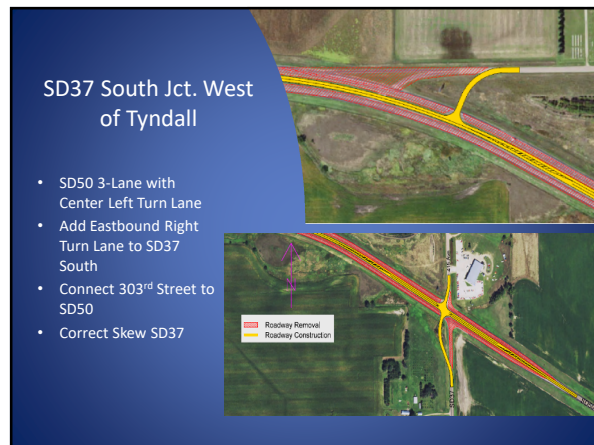 SD37 South Jct. West
of Tyndall
• SD50 3-Lane with
Center Left Turn Lane
• Add Eastbound Right
Turn Lane to SD37
South
• Connect 303rd Street to
SD50
• Correct Skew SD37
Roadway Removal
Roadway Construction